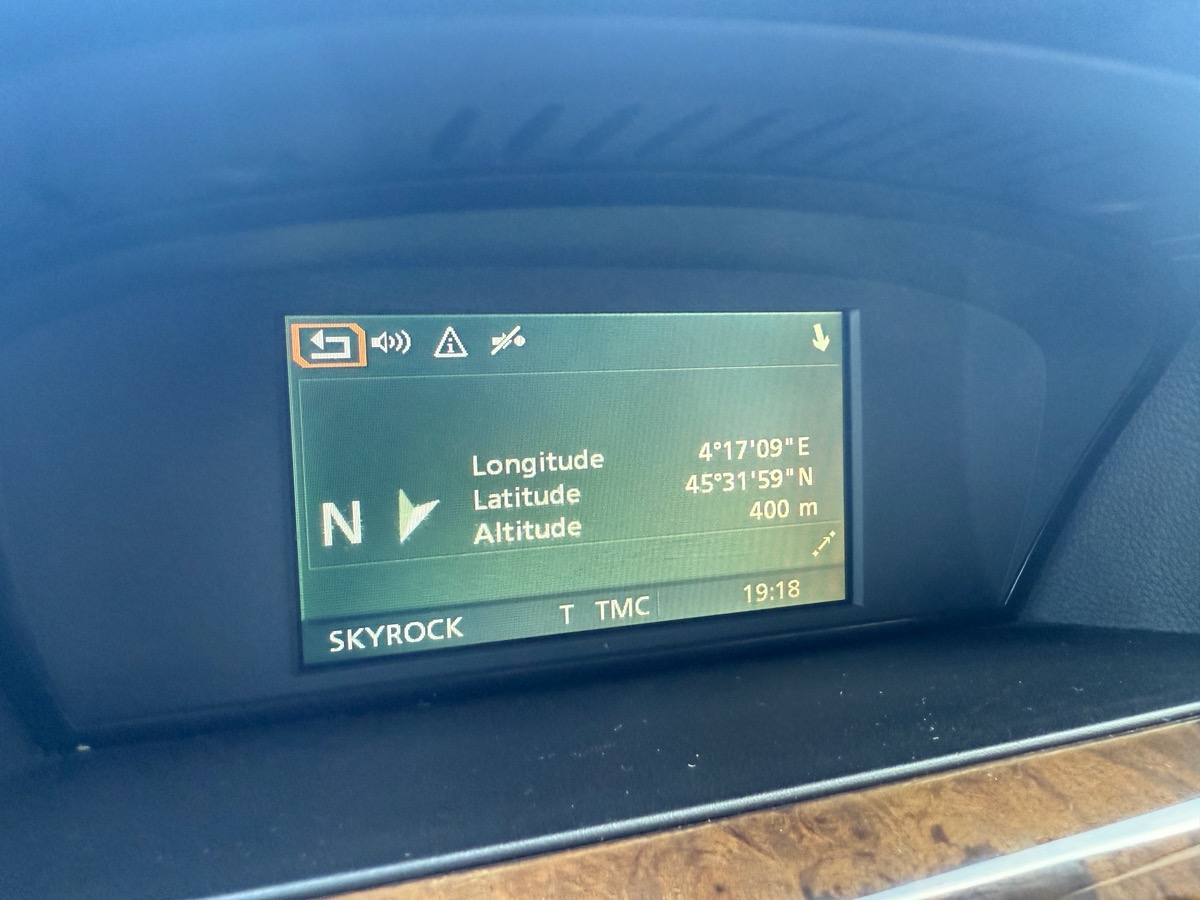 Longitude 4°17'09"E
Latitude 45°31'59"N
N
Altitude 400 m
SKYROCK T TMC 19:18